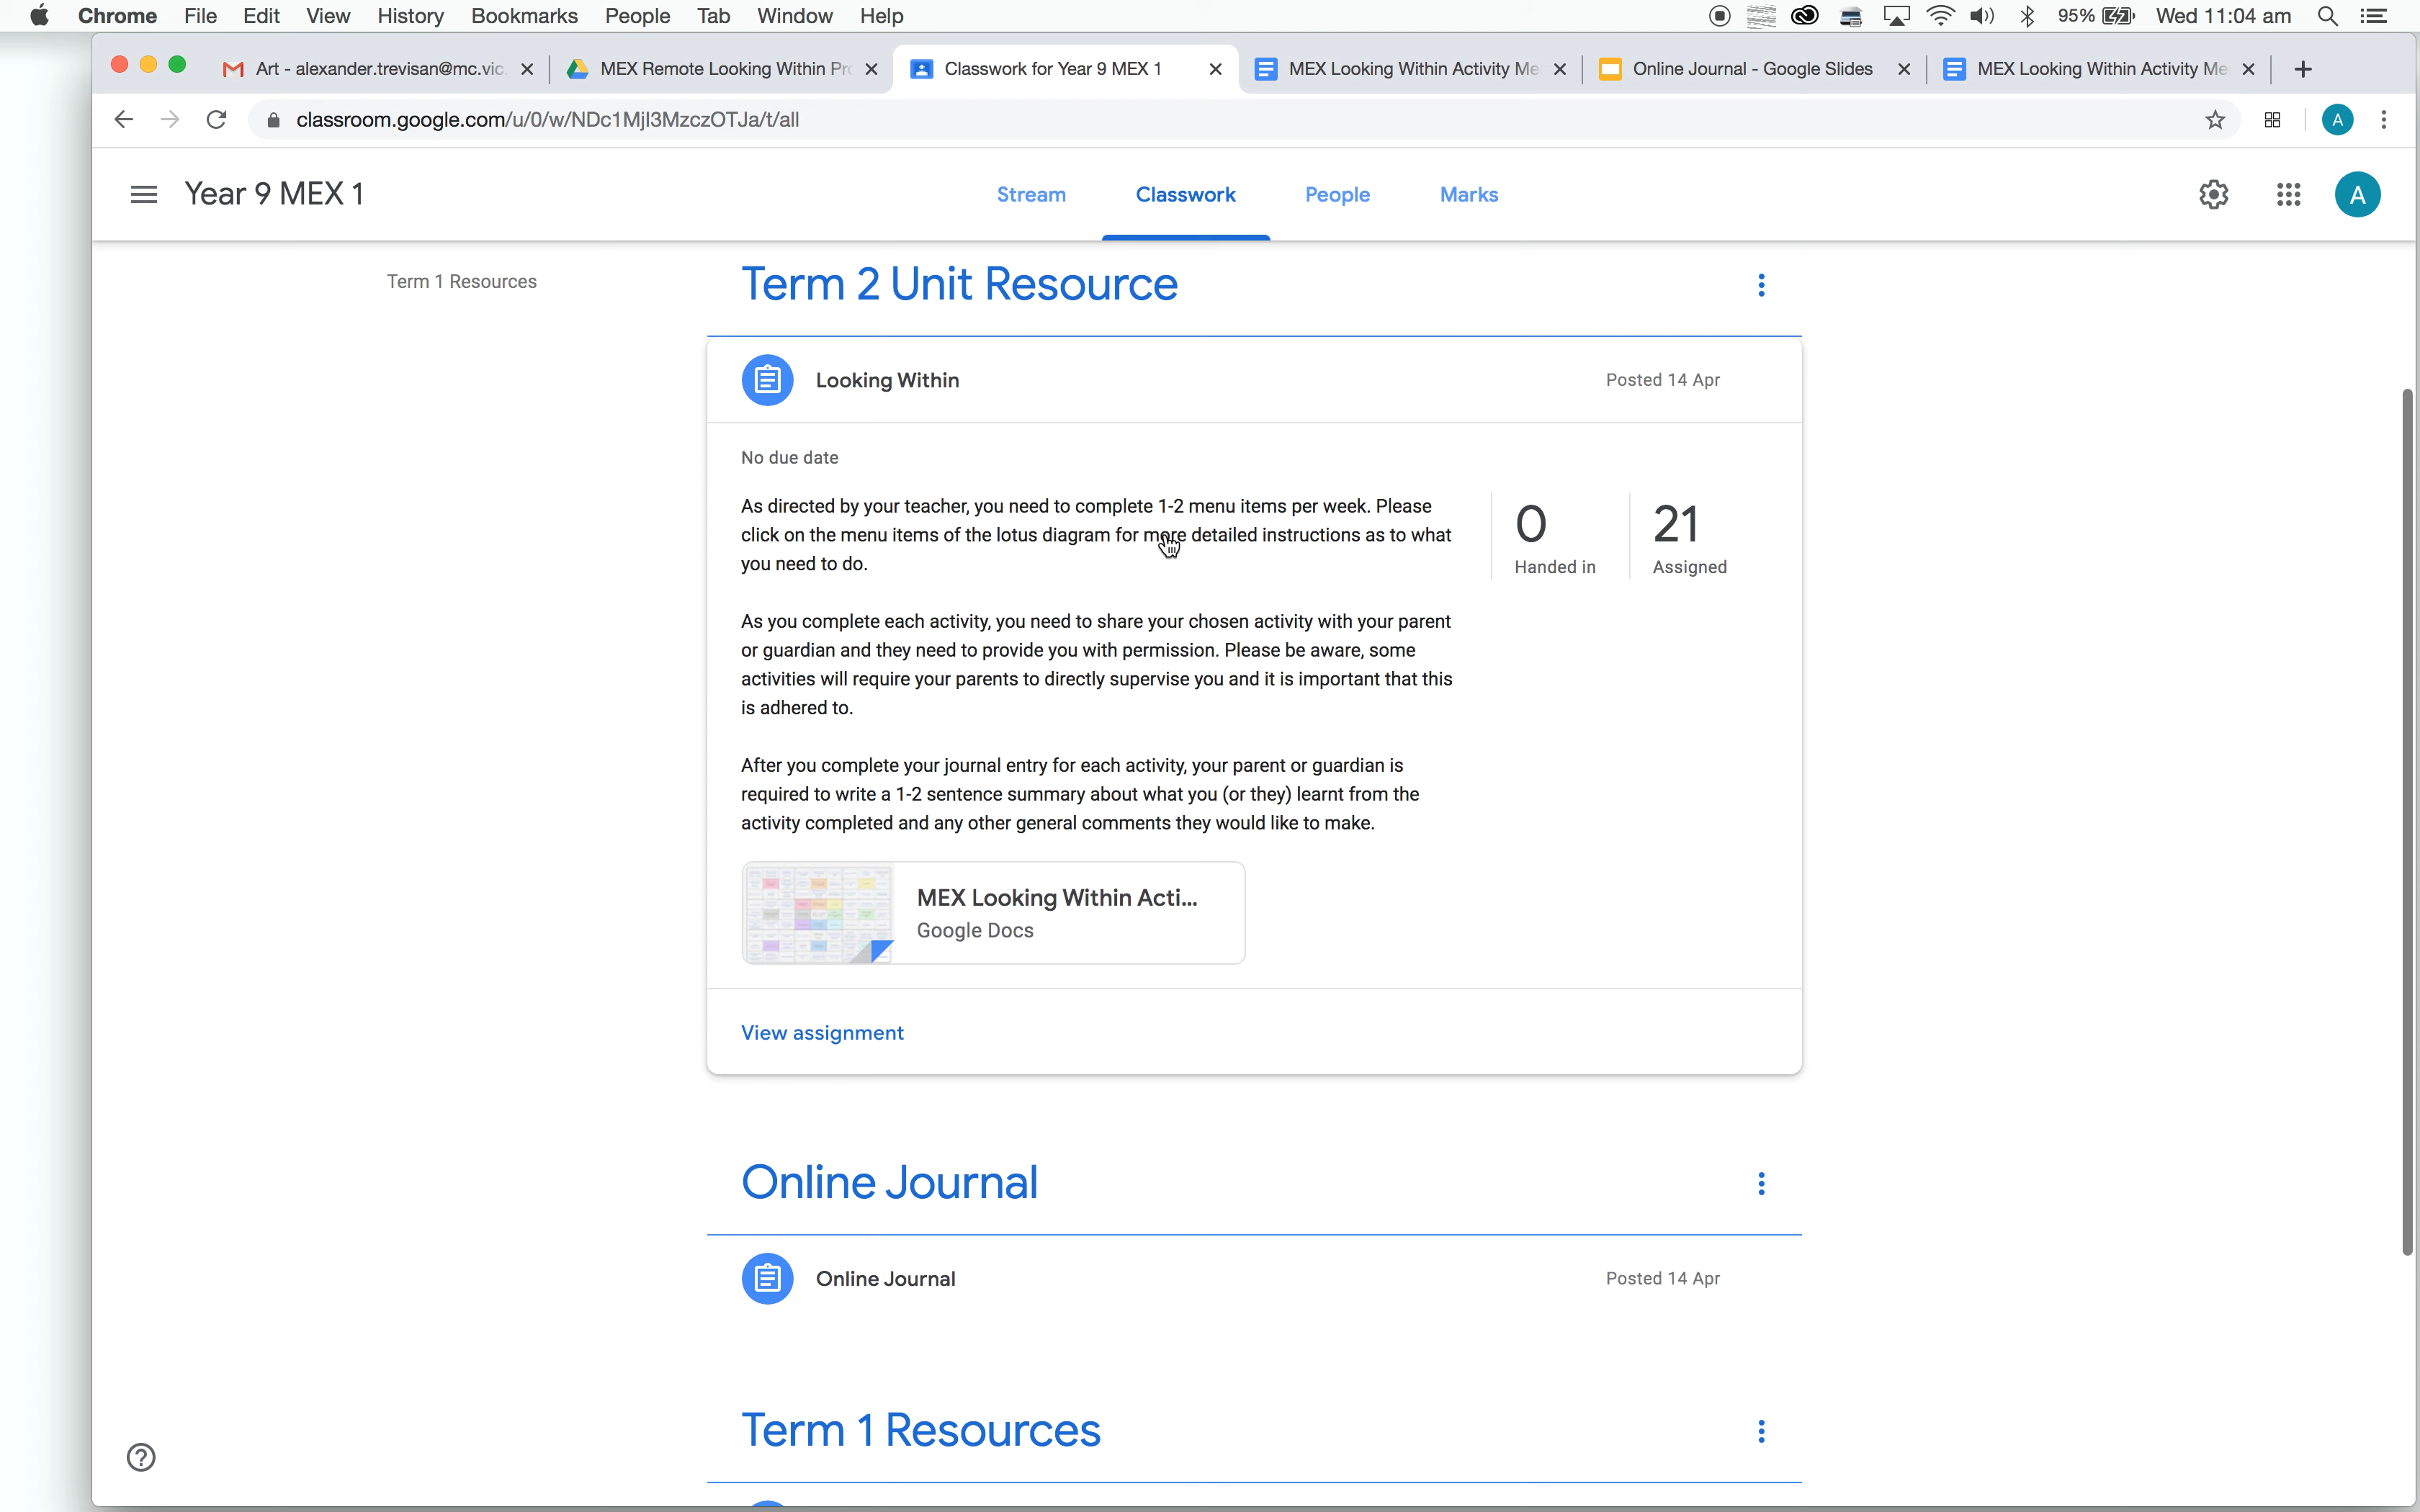 Chrome File Edit View History Bookmarks People Tab Window Help 95% Wed 11:04 am
Art - alexander.trevisan@mc.vic. MEX Remote Looking Within Pr Classwork for Year 9 MEX 1 MEX Looking Within Activity Me Online Journal - Google Slides MEX Looking Within Activity Me
classroom.google.com/u/0/w/NDc1MjI3MzczOTJa/t/all A
Year 9 MEX 1 Stream Classwork People Marks A
Term 1 Resources
Term 2 Unit Resource
Looking Within Posted 14 Apr
No due date
As directed by your teacher, you need to complete 1-2 menu items per week. Please
click on the menu items of the lotus diagram for more detailed instructions as to what
you need to do.
0 21
Handed in Assigned
As you complete each activity, you need to share your chosen activity with your parent
or guardian and they need to provide you with permission. Please be aware, some
activities will require your parents to directly supervise you and it is important that this
is adhered to.
After you complete your journal entry for each activity, your parent or guardian is
required to write a 1-2 sentence summary about what you (or they) learnt from the
activity completed and any other general comments they would like to make.
MEX Looking Within Acti...
Google Docs
View assignment
Online Journal
Online Journal Posted 14 Apr
Term 1 Resources